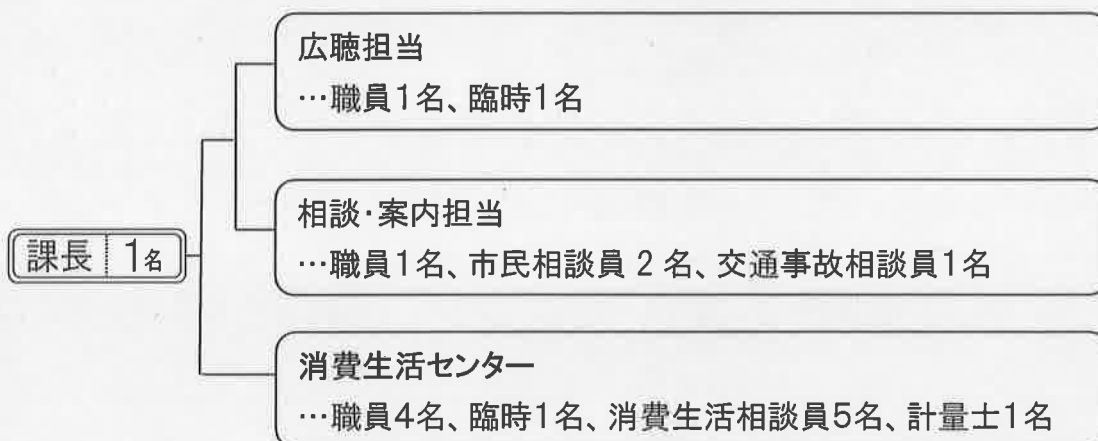 広聴担当
…職員1名、臨時1名
相談・案内担当
…職員1名、市民相談員 2 名、交通事故相談員1名
課長 1名
消費生活センター
…職員4名、臨時1名、消費生活相談員5名、計量士1名